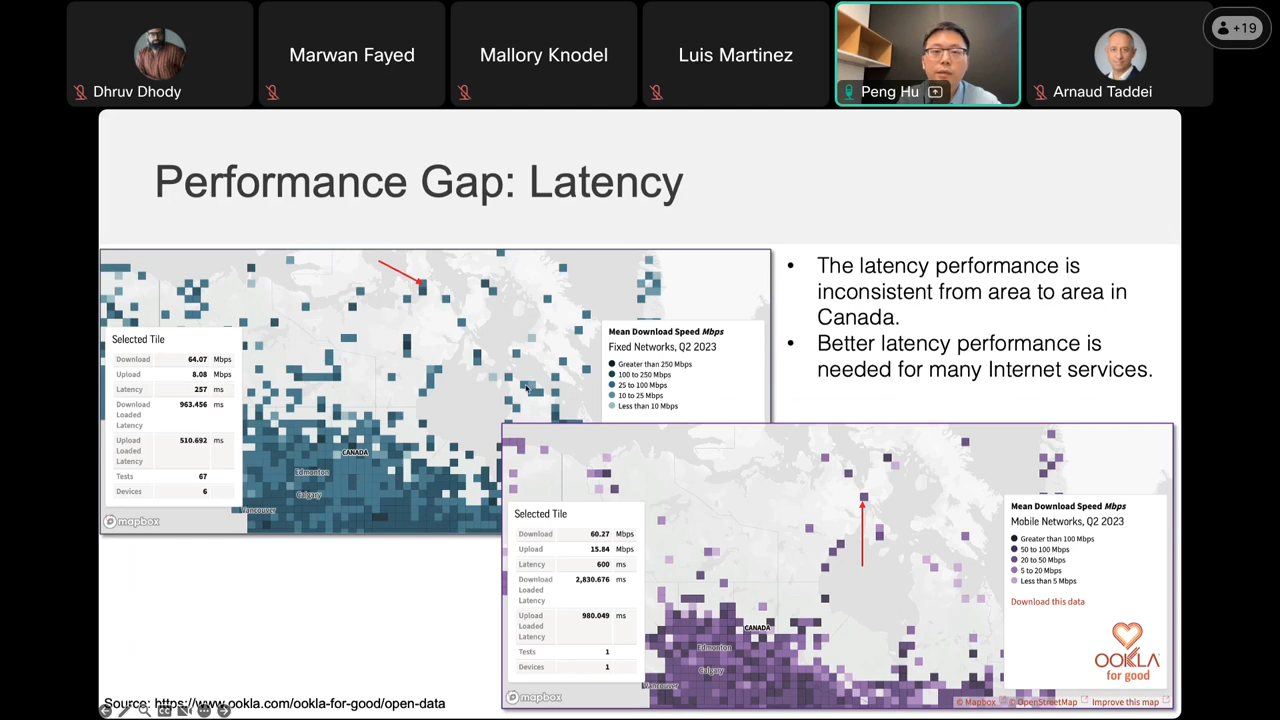 +19
Marwan Fayed
Mallory Knodel
Luis Martinez
Dhruv Dhody
Peng Hu
Arnaud Taddei
Performance Gap: Latency
Selected Tile
Download 64.07 Mbps
Upload 8.08 Mbps
Latency 257 ms
Download 963.456 ms
Loaded
Latency
Upload 510.692 ms
Loaded
Latency
Tests 67
Devices 6
Mean Download Speed Mbps
Fixed Networks, Q2 2023
Greater than 250 Mbps
100 to 250 Mbps
25 to 100 Mbps
10 to 25 Mbps
Less than 10 Mbps
CANADA
Edmonton
Calgary
Vancouver
mapbox
• The latency performance is
inconsistent from area to area in
Canada.
• Better latency performance is
needed for many Internet services.
Selected Tile
Download 60.27 Mbps
Upload 15.84 Mbps
Latency 600 ms
Download 2,830.676 ms
Loaded
Latency
Upload 980.049 ms
Loaded
Latency
Tests 1
Devices 1
Mean Download Speed Mbps
Mobile Networks, Q2 2023
Greater than 100 Mbps
50 to 100 Mbps
20 to 50 Mbps
5 to 20 Mbps
Less than 5 Mbps
Download this data
OOKLA
for good
CANADA
Edmonton
Calgary
Vancouver
mapbox
© Mapbox © OpenStreetMap Improve this map
Source: https://www.ookla.com/ookla-for-good/open-data